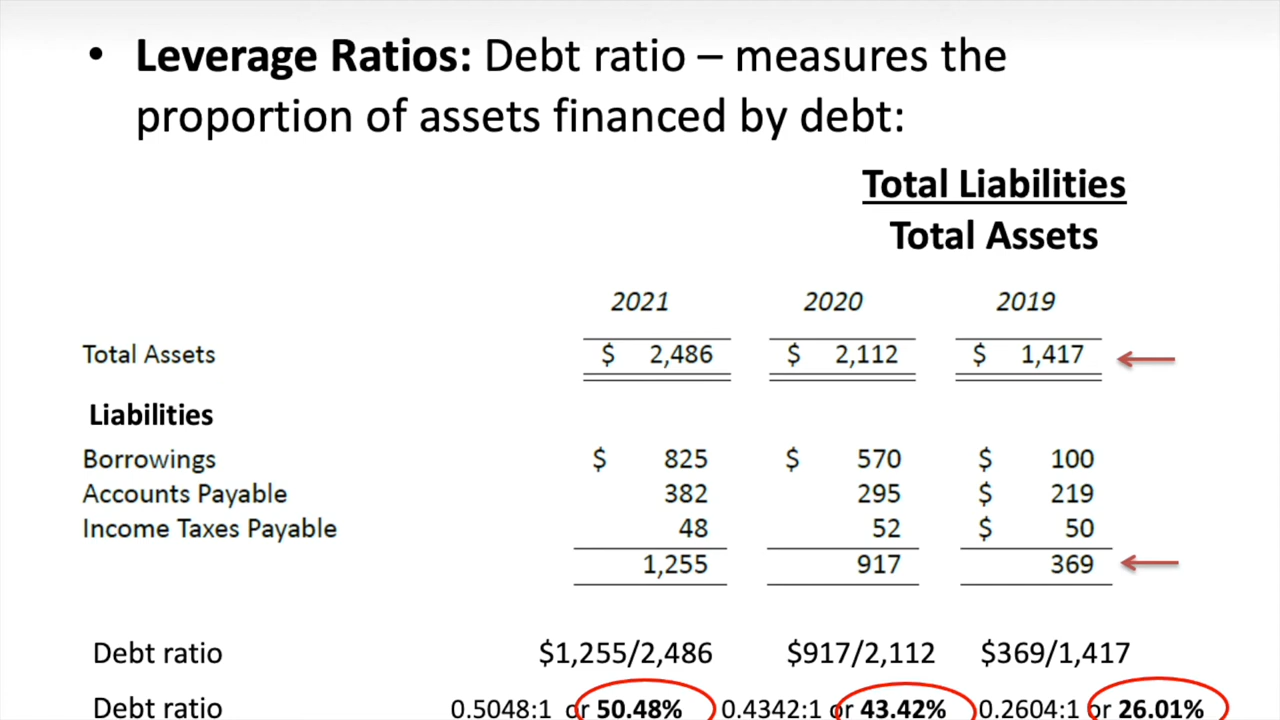 • Leverage Ratios: Debt ratio – measures the
proportion of assets financed by debt:
Total Liabilities
Total Assets
2021 2020 2019
Total Assets $ 2,486 $ 2,112 $ 1,417
Liabilities
Borrowings $ 825 $ 570 $ 100
Accounts Payable 382 295 $ 219
Income Taxes Payable 48 52 $ 50
1,255 917 369
Debt ratio $1,255/2,486 $917/2,112 $369/1,417
Debt ratio 0.5048:1 or 50.48% 0.4342:1 or 43.42% 0.2604:1 or 26.01%